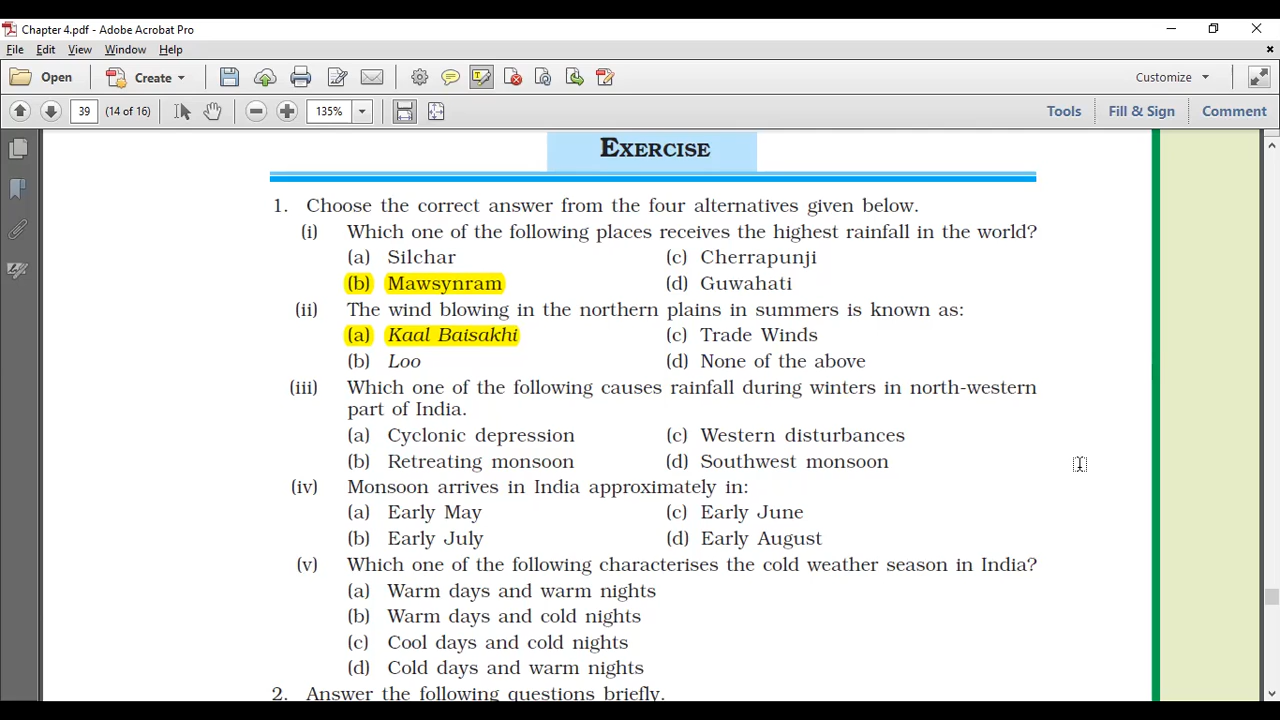 Chapter 4.pdf - Adobe Acrobat Pro
File Edit View Window Help
Open Create Customize
39 (14 of 16) 135% Tools Fill & Sign Comment
EXERCISE
1. Choose the correct answer from the four alternatives given below.
(i) Which one of the following places receives the highest rainfall in the world?
(a) Silchar (c) Cherrapunji
(b) Mawsynram (d) Guwahati
(ii) The wind blowing in the northern plains in summers is known as:
(a) Kaal Baisakhi (c) Trade Winds
(b) Loo (d) None of the above
(iii) Which one of the following causes rainfall during winters in north-western
part of India.
(a) Cyclonic depression (c) Western disturbances
(b) Retreating monsoon (d) Southwest monsoon
(iv) Monsoon arrives in India approximately in:
(a) Early May (c) Early June
(b) Early July (d) Early August
(v) Which one of the following characterises the cold weather season in India?
(a) Warm days and warm nights
(b) Warm days and cold nights
(c) Cool days and cold nights
(d) Cold days and warm nights
2. Answer the following questions briefly.